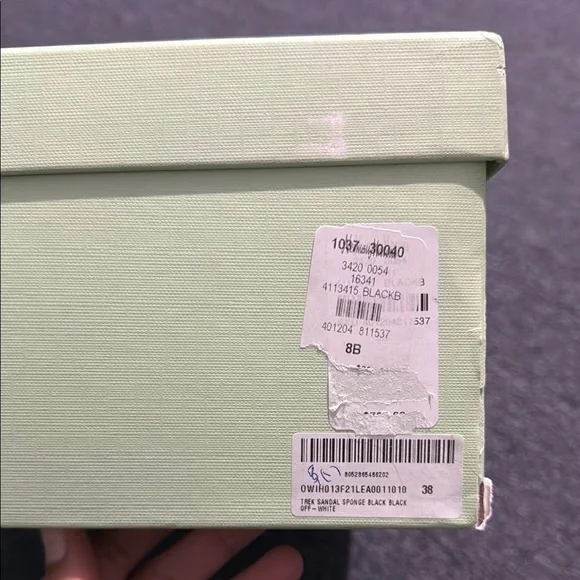 1037 30040
3420 0054
16341 BLACKB
4113415 BLACKB
401204 811537
8B
8052865488202
OWIH013F21LEA0011010 38
TREK SANDAL SPONGE BLACK BLACK
OFF-WHITE